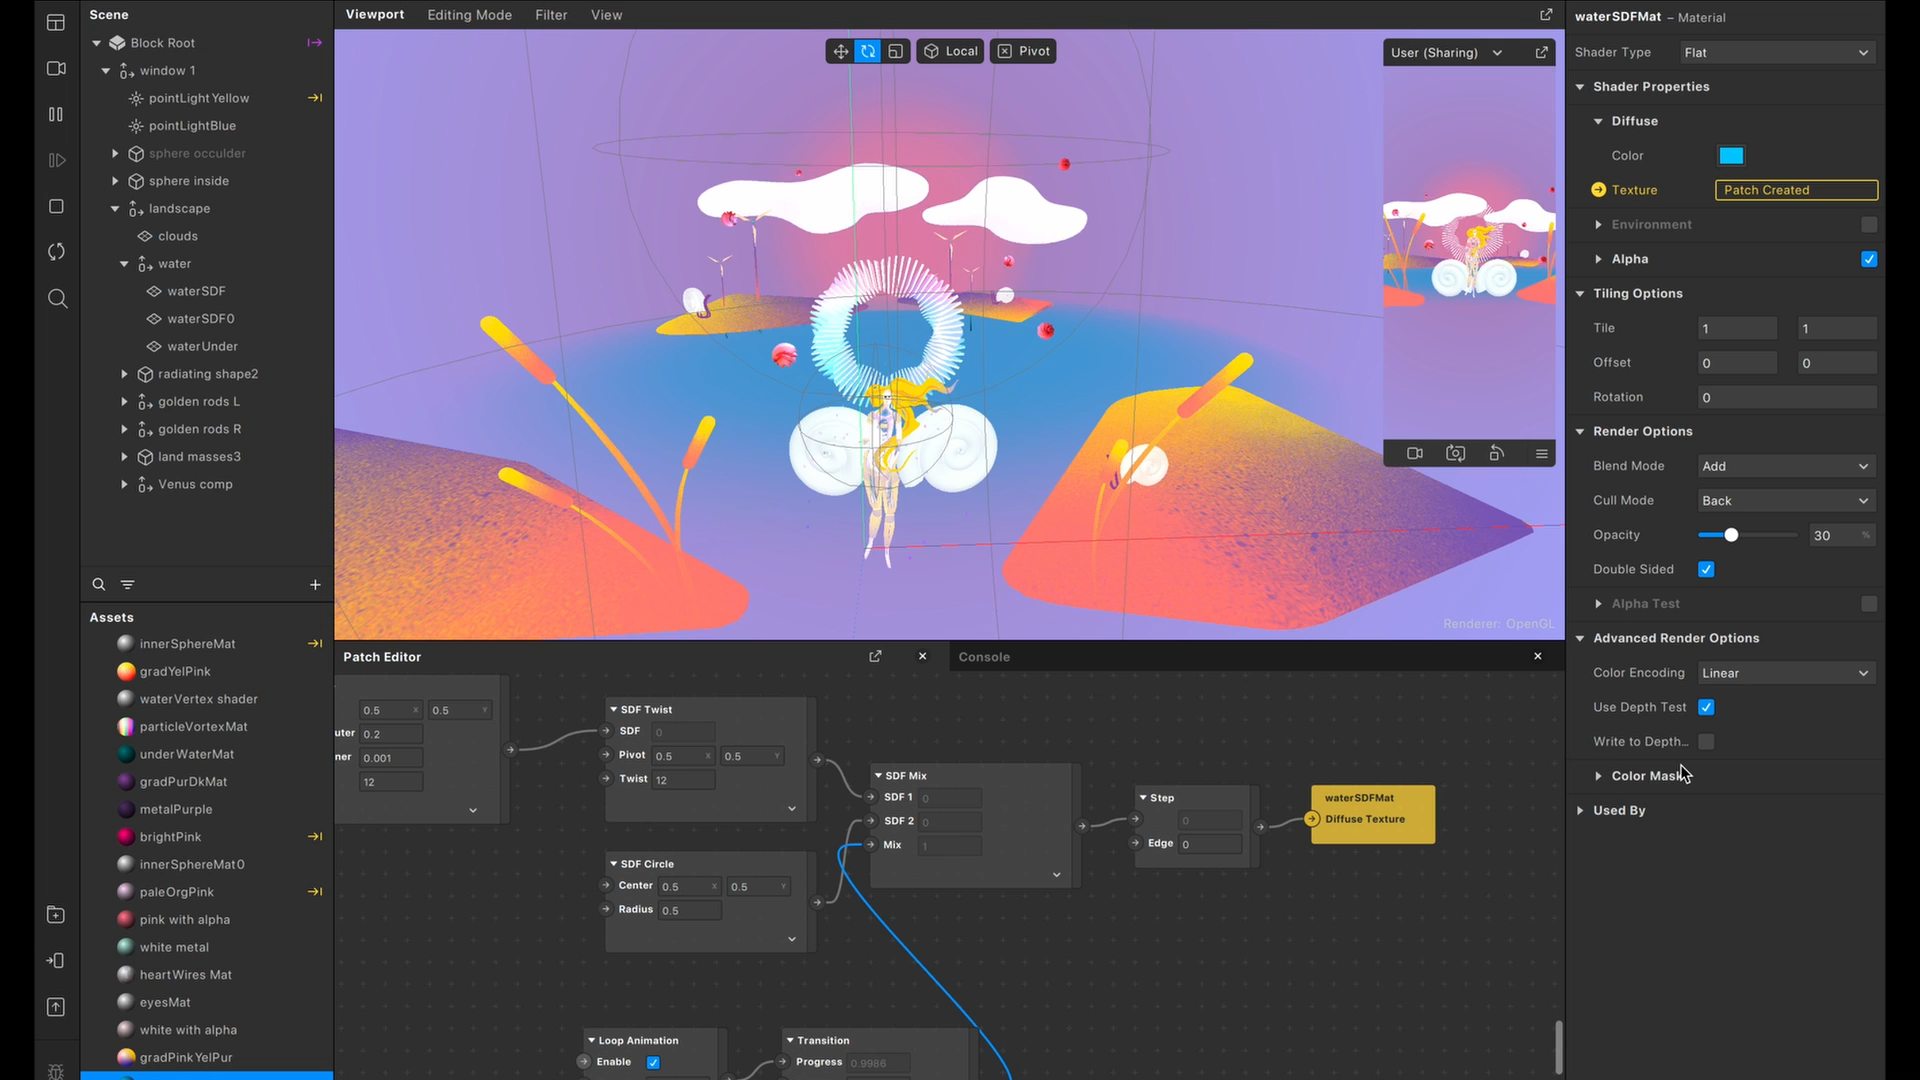 Scene
Block Root
window 1
pointLightYellow
pointLightBlue
sphere occulder
sphere inside
landscape
clouds
water
waterSDF
waterSDF0
waterUnder
radiating shape2
golden rods L
golden rods R
land masses3
Venus comp
Assets
innerSphereMat
gradYelPink
waterVertex shader
particleVortexMat
underWaterMat
gradPurDkMat
metalPurple
brightPink
innerSphereMat0
paleOrgPink
pink with alpha
white metal
heartWires Mat
eyesMat
white with alpha
gradPinkYelPur
Viewport Editing Mode Filter View
Local Pivot
User (Sharing)
Renderer: OpenGL
Patch Editor
Console
0.5 X 0.5 Y
uter 0.2
ner 0.001
12
SDF Twist
SDF 0
Pivot 0.5 X 0.5 Y
Twist 12
SDF Circle
Center 0.5 X 0.5 Y
Radius 0.5
SDF Mix
SDF 1 0
SDF 2 0
Mix 1
Step
0
Edge 0
waterSDFMat
Diffuse Texture
Loop Animation
Enable
Transition
Progress 0.9986
waterSDFMat – Material
Shader Type Flat
Shader Properties
Diffuse
Color
Texture Patch Created
Environment
Alpha
Tiling Options
Tile 1 1
Offset 0 0
Rotation 0
Render Options
Blend Mode Add
Cull Mode Back
Opacity 30 %
Double Sided
Alpha Test
Advanced Render Options
Color Encoding Linear
Use Depth Test
Write to Depth...
Color Mask
Used By